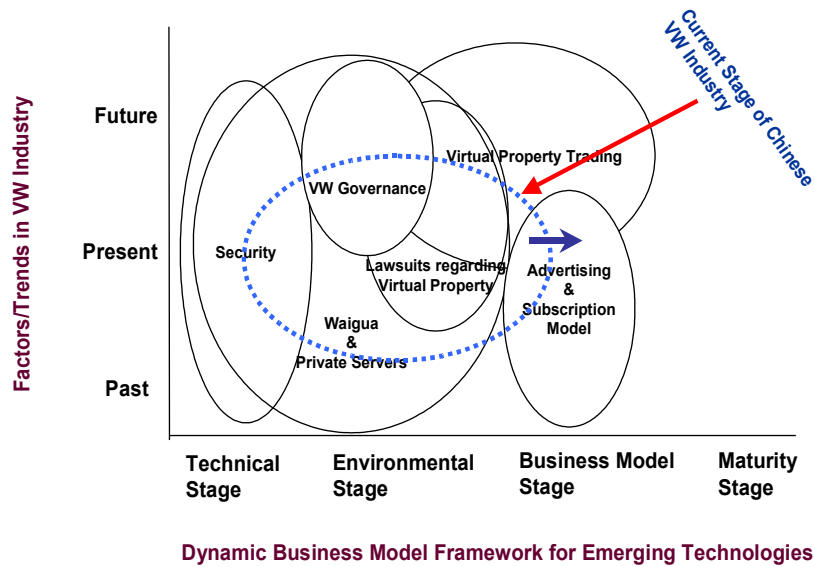 Current Stage of Chinese
VW Industry
Factors/Trends in VW Industry
Future
Present
Past
Virtual Property Trading
VW Governance
Security
Lawsuits regarding
Virtual Property
Advertising
&
Subscription
Model
Waigua
&
Private Servers
Technical
Stage
Environmental
Stage
Business Model
Stage
Maturity
Stage
Dynamic Business Model Framework for Emerging Technologies